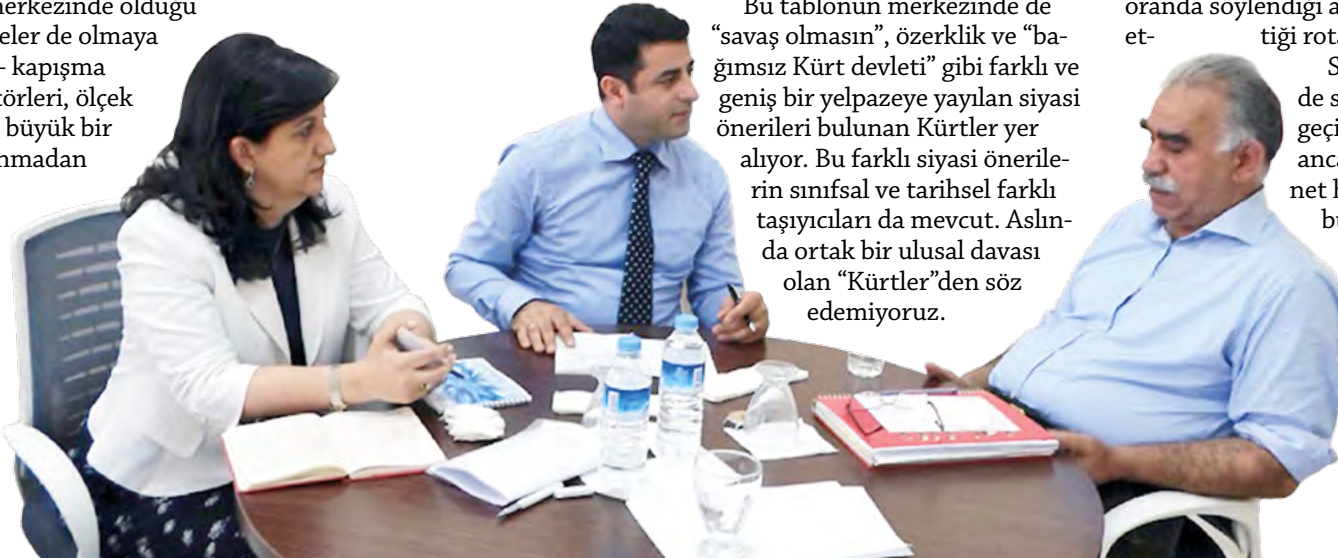 merkezinde olduğu
eler de olmaya
kapışma
törleri, ölçek
büyük bir
nmadan
Bu tablonun merkezinde de
“savaş olmasın”, özerklik ve “ba-
ğımsız Kürt devleti” gibi farklı ve
geniş bir yelpazeye yayılan siyasi
önerileri bulunan Kürtler yer
alıyor. Bu farklı siyasi önerile-
rin sınıfsal ve tarihsel farklı
taşıyıcıları da mevcut. Aslın-
da ortak bir ulusal davası
olan “Kürtler”den söz
edemiyoruz.
oranda söylendiği a
et- tiği rota
S
de s
geçi
anca
net
bu